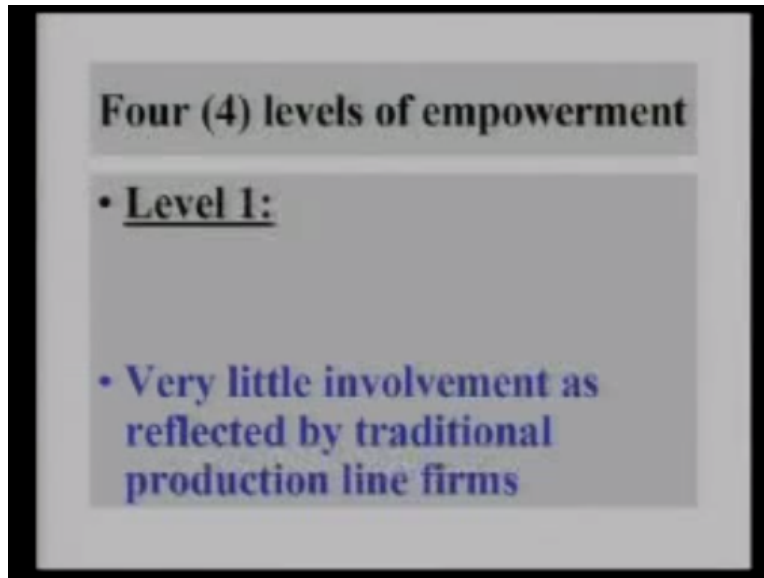 Four (4) levels of empowerment
• Level 1:
• Very little involvement as
reflected by traditional
production line firms